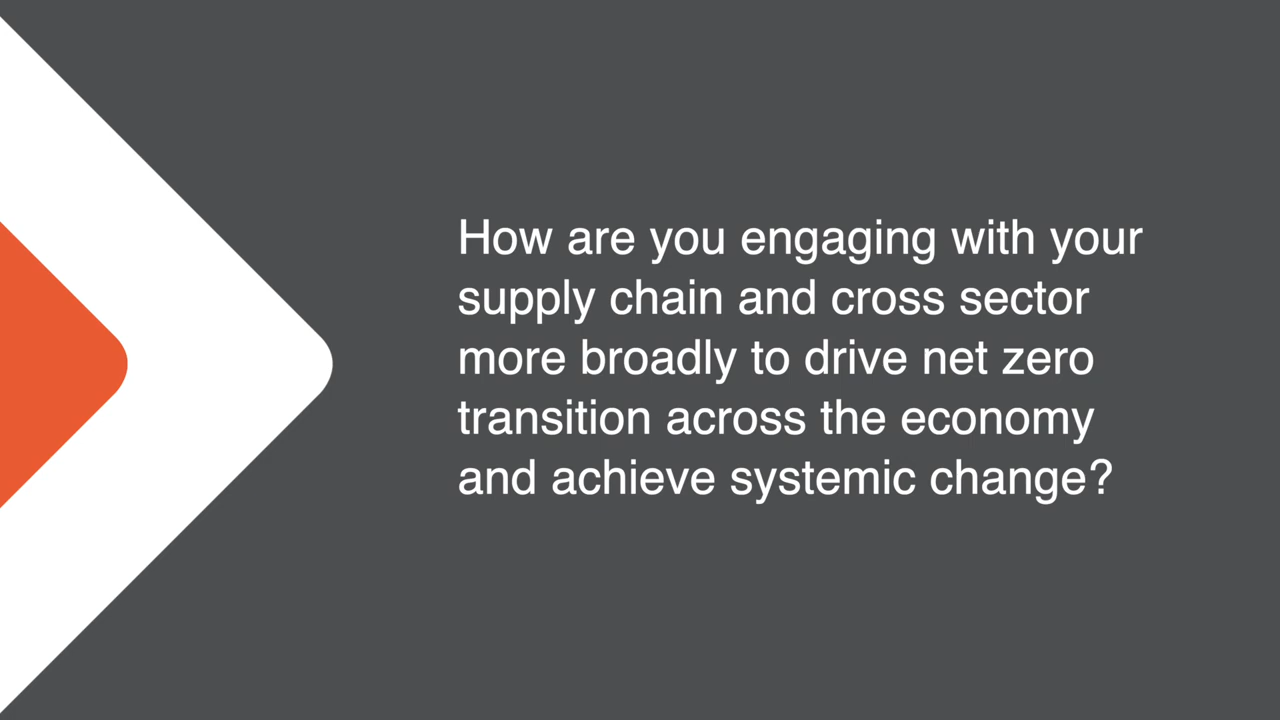 How are you engaging with your
supply chain and cross sector
more broadly to drive net zero
transition across the economy
and achieve systemic change?